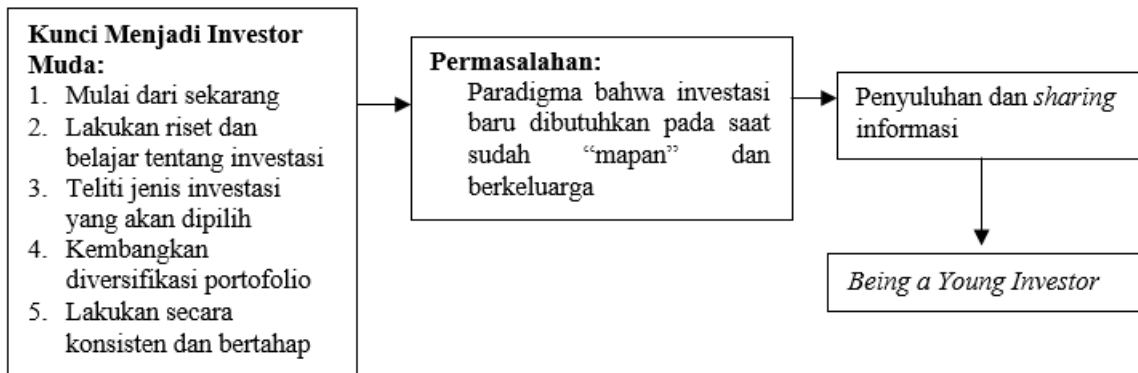 Kunci Menjadi Investor
Muda:
1. Mulai dari sekarang
2. Lakukan riset dan
belajar tentang investasi
3. Teliti jenis investasi
yang akan dipilih
4. Kembangkan
diversifikasi portofolio
5. Lakukan secara
konsisten dan bertahap
Permasalahan:
Paradigma bahwa investasi
baru dibutuhkan pada saat
sudah “mapan” dan
berkeluarga
Penyuluhan dan sharing
informasi
Being a Young Investor